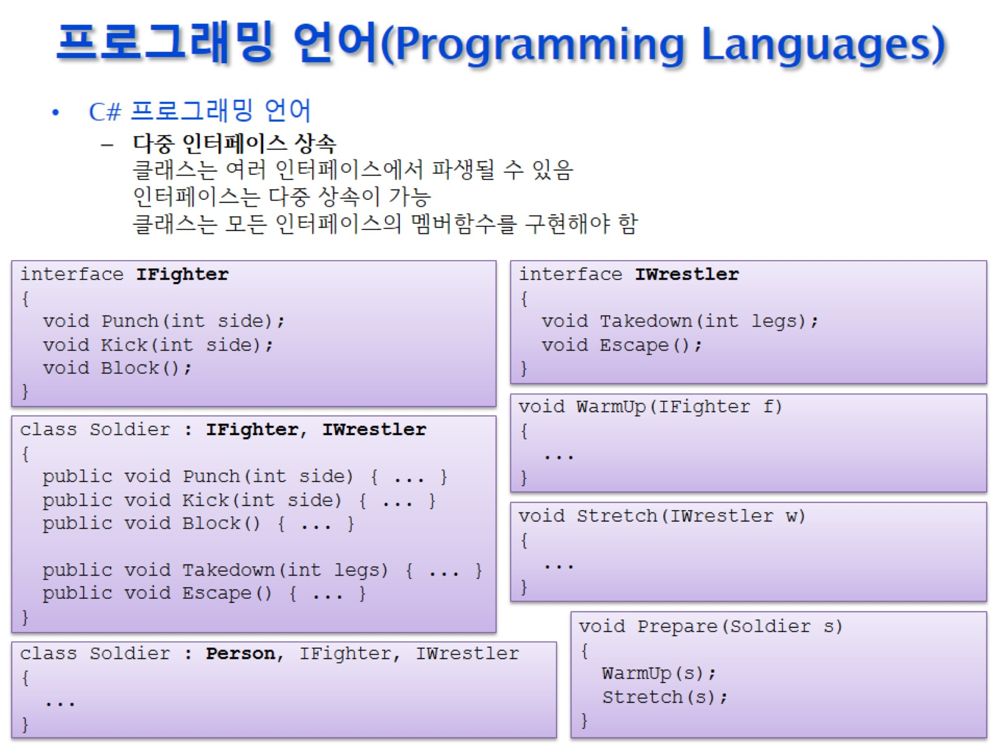 프로그래밍 언어(Programming Languages)
• C# 프로그래밍 언어
– 다중 인터페이스 상속
클래스는 여러 인터페이스에서 파생될 수 있음
인터페이스는 다중 상속이 가능
클래스는 모든 인터페이스의 멤버함수를 구현해야 함
interface IFighter
{
  void Punch(int side);
  void Kick(int side);
  void Block();
}
class Soldier : IFighter, IWrestler
{
  public void Punch(int side) { ... }
  public void Kick(int side) { ... }
  public void Block() { ... }
  public void Takedown(int legs) { ... }
  public void Escape() { ... }
}
class Soldier : Person, IFighter, IWrestler
{
  ...
}
interface IWrestler
{
  void Takedown(int legs);
  void Escape();
}
void WarmUp(IFighter f)
{
  ...
}
void Stretch(IWrestler w)
{
  ...
}
void Prepare(Soldier s)
{
  WarmUp(s);
  Stretch(s);
}